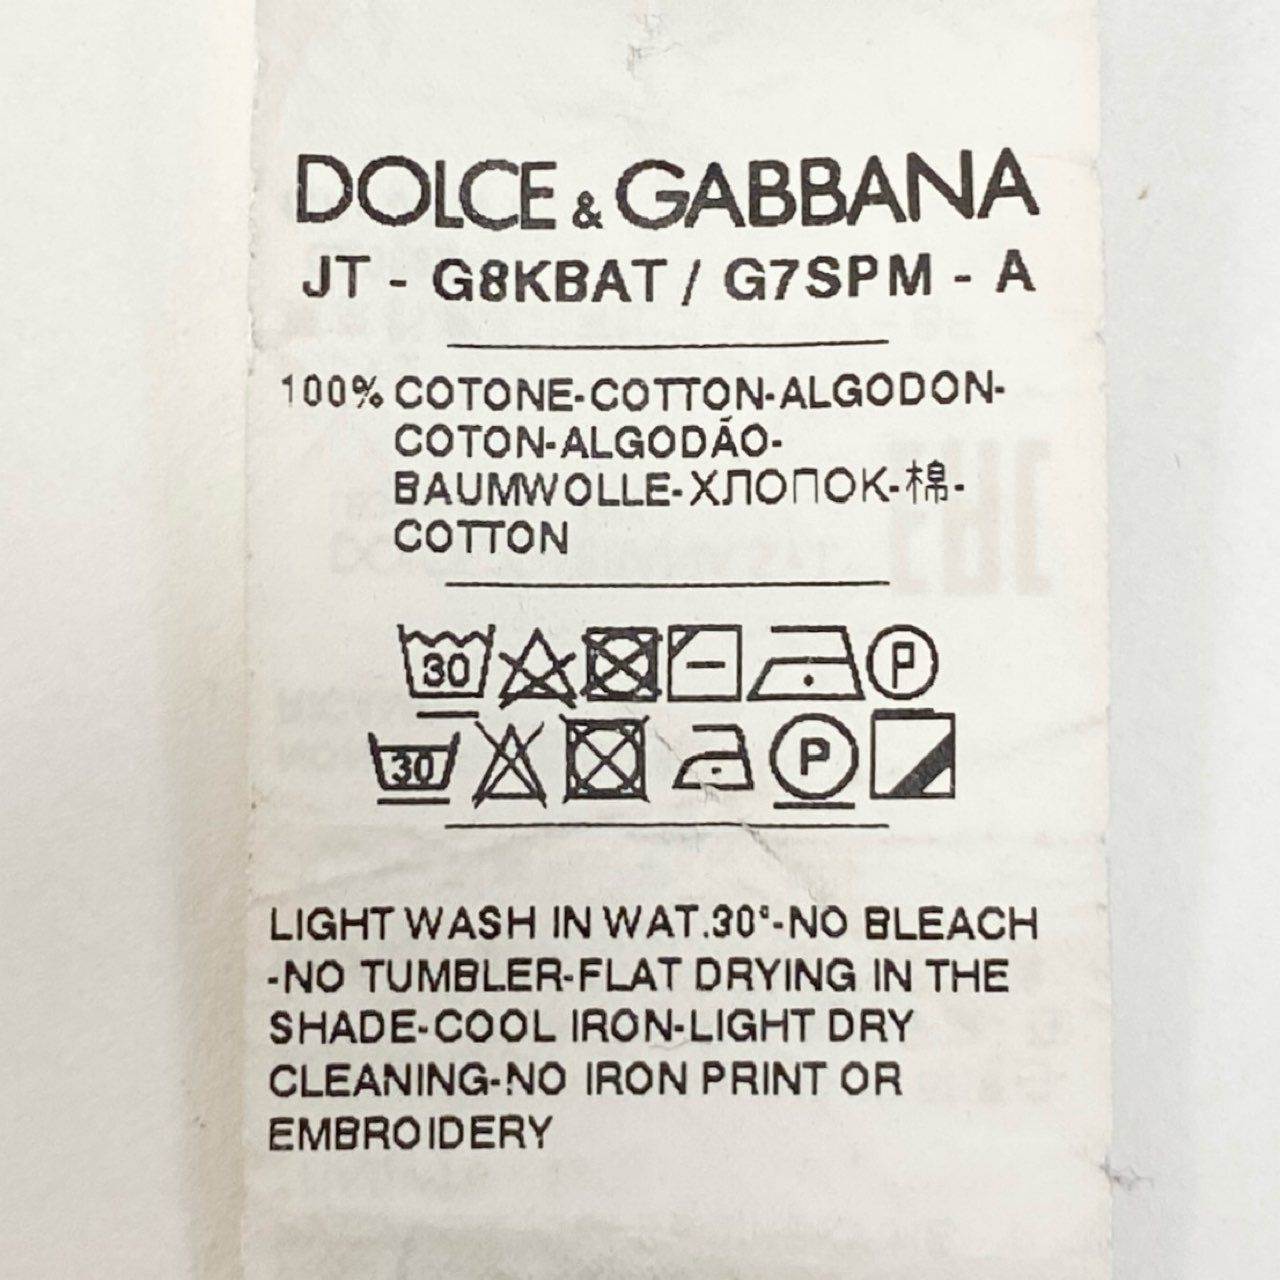 DOLCE & GABBANA
JT - G8KBAT / G7SPM - A
100% COTONE-COTTON-ALGODON-
COTON-ALGODÃO-
BAUMWOLLE-ХЛОПОК-棉-
COTTON
30 P
30 P
LIGHT WASH IN WAT.30°-NO BLEACH
-NO TUMBLER-FLAT DRYING IN THE
SHADE-COOL IRON-LIGHT DRY
CLEANING-NO IRON PRINT OR
EMBROIDERY